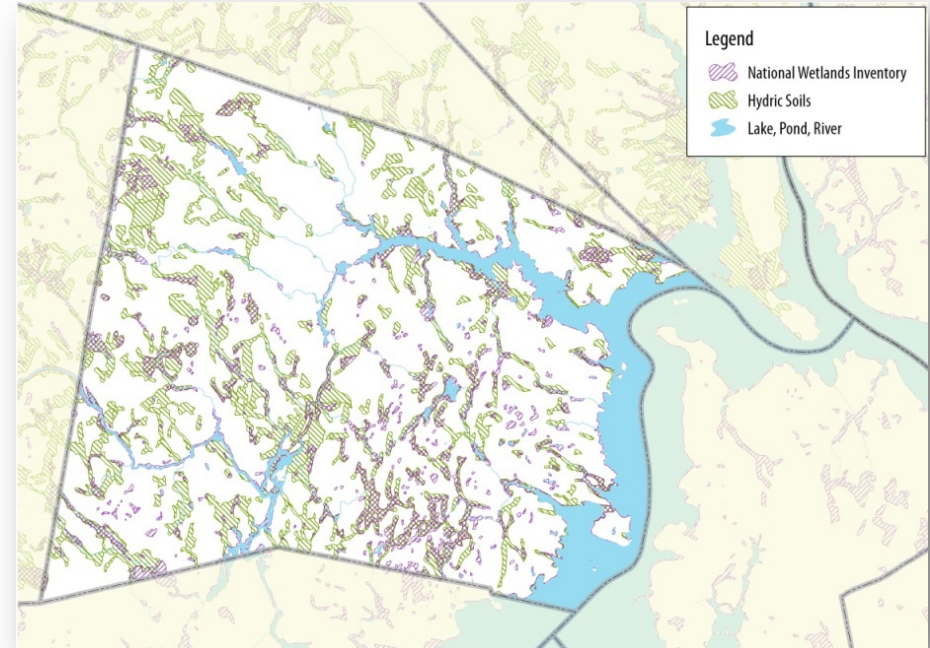 Legend
National Wetlands Inventory
Hydric Soils
Lake, Pond, River